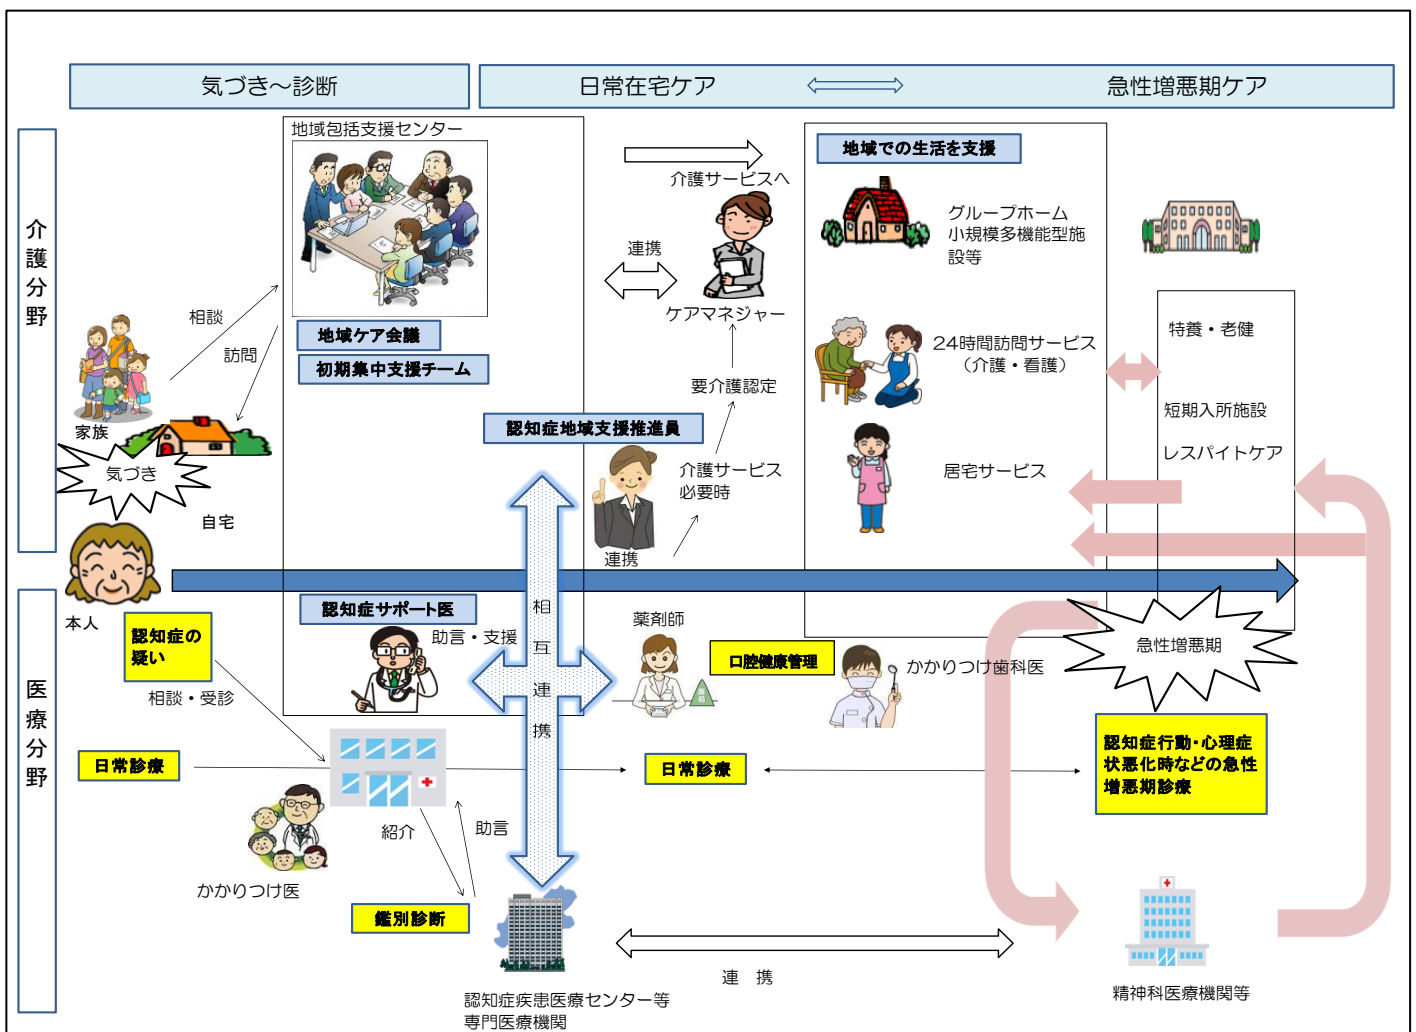 気づき～診断
日常在宅ケア
急性増悪期ケア
介護分野
地域包括支援センター
地域ケア会議
初期集中支援チーム
相談
訪問
家族
気づき
自宅
本人
介護サービスへ
連携
ケアマネジャー
要介護認定
認知症地域支援推進員
介護サービス
必要時
連携
地域での生活を支援
グループホーム
小規模多機能型施
設等
24時間訪問サービス
（介護・看護）
居宅サービス
特養・老健
短期入所施設
レスパイトケア
医療分野
認知症の
疑い
相談・受診
認知症サポート医
助言・支援
相互連携
薬剤師
口腔健康管理
かかりつけ歯科医
急性増悪期
日常診療
日常診療
認知症行動・心理症
状悪化時などの急性
増悪期診療
かかりつけ医
紹介
助言
鑑別診断
認知症疾患医療センター等
専門医療機関
連　携
精神科医療機関等